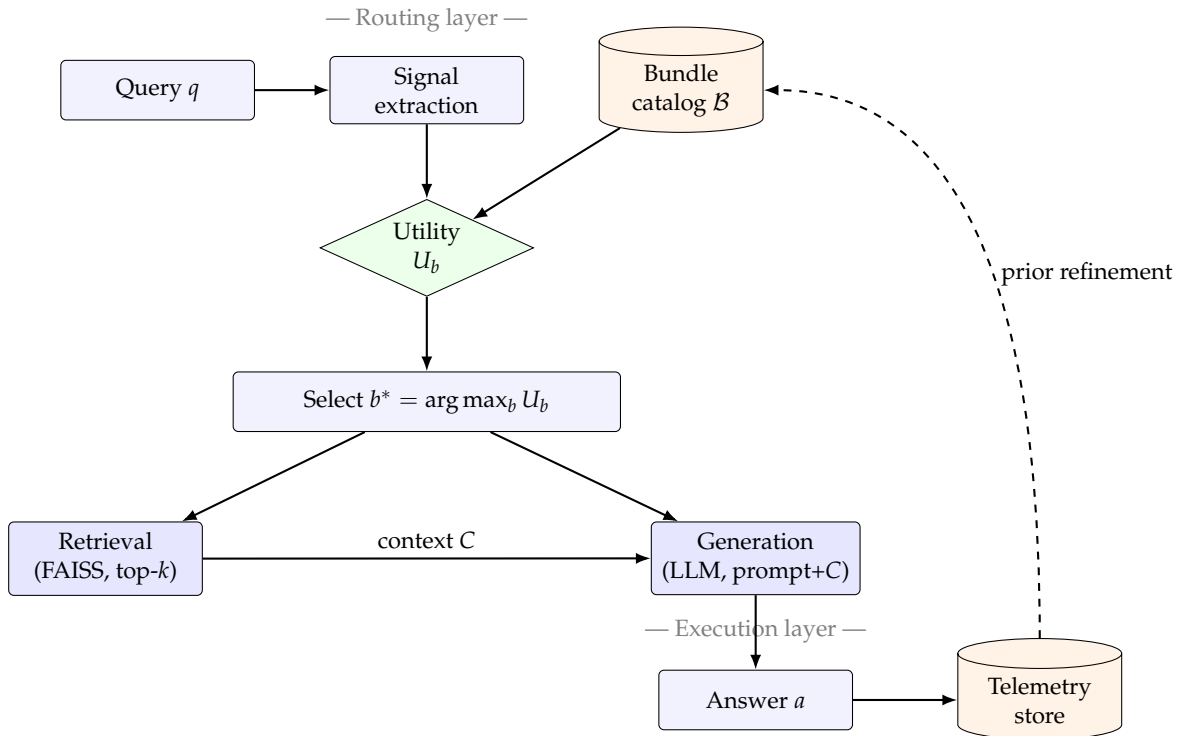 — Routing layer —
Query q
Signal
extraction
Bundle
catalog ℬ
Utility
U_b
prior refinement
Select b* = arg max_b U_b
Retrieval
(FAISS, top-k)
context C
Generation
(LLM, prompt+C)
— Execution layer —
Answer a
Telemetry
store